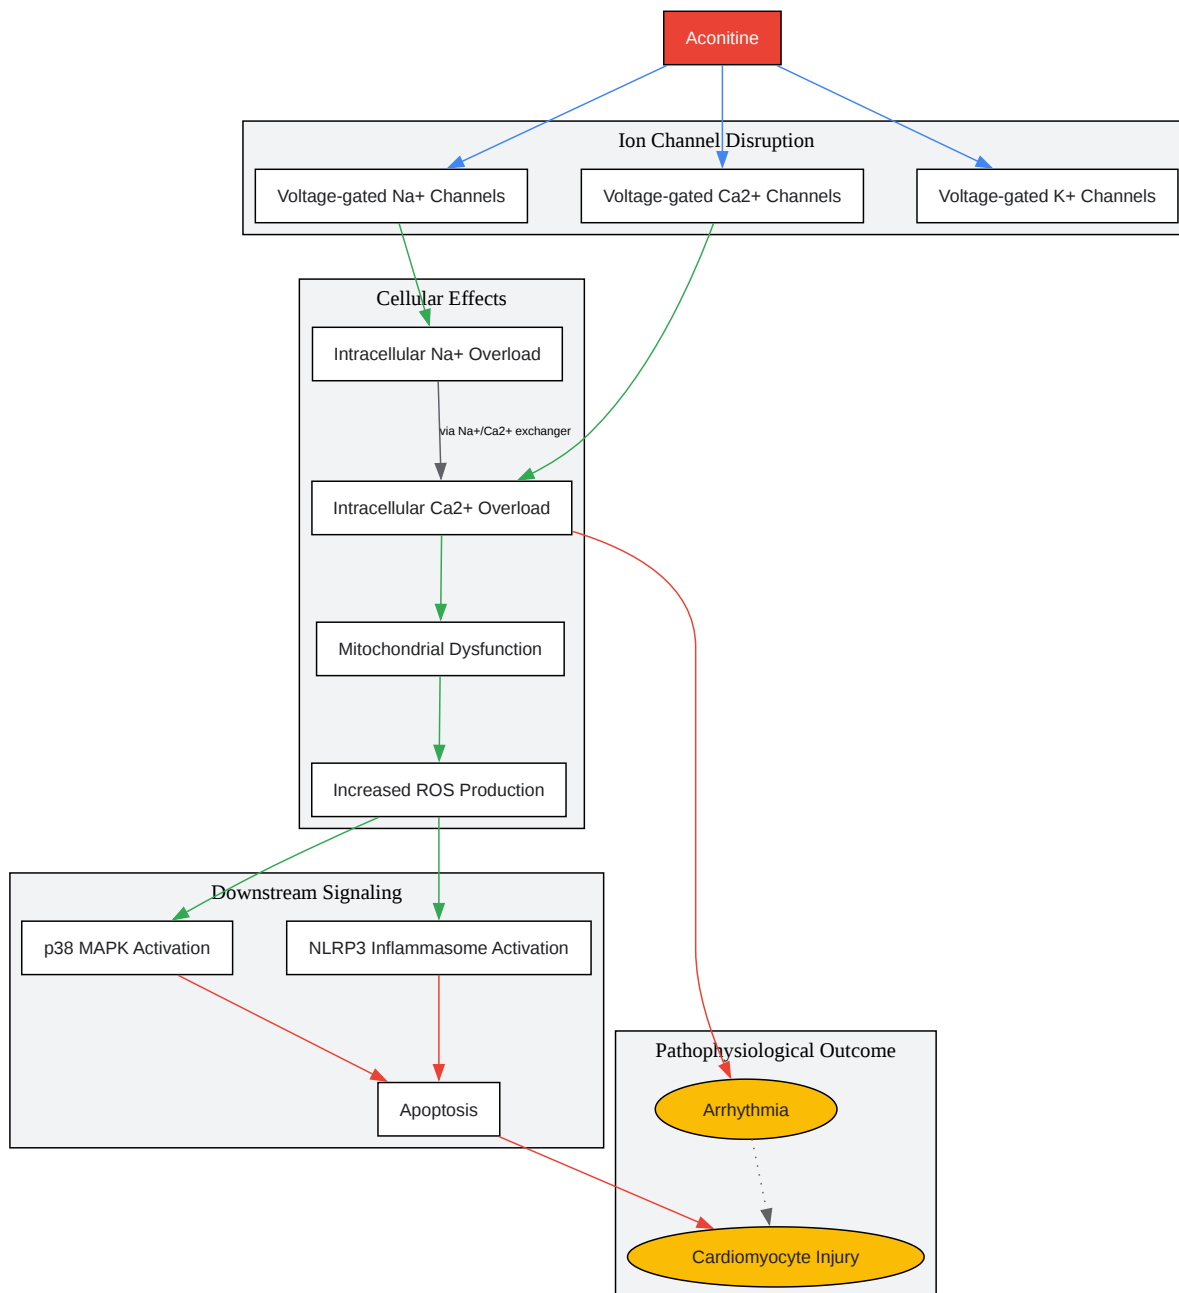 Aconitine
Ion Channel Disruption
Voltage-gated Na+ Channels
Voltage-gated Ca2+ Channels
Voltage-gated K+ Channels
Cellular Effects
Intracellular Na+ Overload
via Na+/Ca2+ exchanger
Intracellular Ca2+ Overload
Mitochondrial Dysfunction
Increased ROS Production
Downstream Signaling
p38 MAPK Activation
NLRP3 Inflammasome Activation
Apoptosis
Pathophysiological Outcome
Arrhythmia
Cardiomyocyte Injury